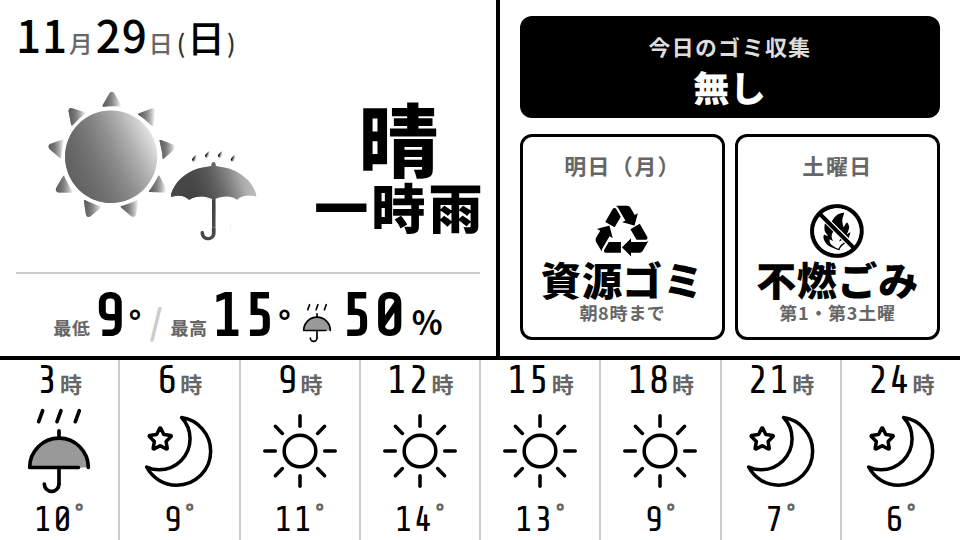 11月29日(日)
晴
一時雨
最低 9° / 最高 15° 50%
今日のゴミ収集
無し
明日（月）
資源ゴミ
朝8時まで
土曜日
不燃ごみ
第1・第3土曜
3時 6時 9時 12時 15時 18時 21時 24時
10° 9° 11° 14° 13° 9° 7° 6°